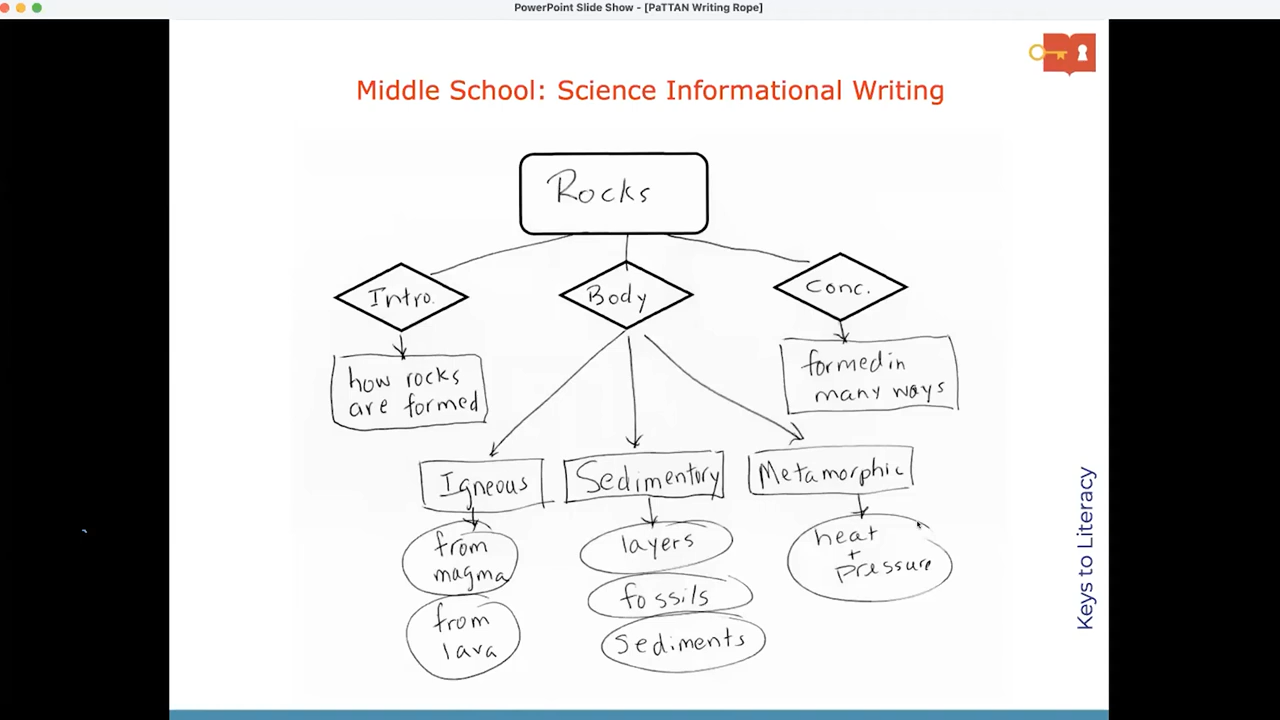 PowerPoint Slide Show - [PaTTAN Writing Rope]
Middle School: Science Informational Writing
Rocks
Intro.
Body
Conc.
how rocks
are formed
formed in
many ways
Igneous
Sedimentory
Metamorphic
from
magma
from
lava
layers
fossils
sediments
heat
+
pressure
Keys to Literacy